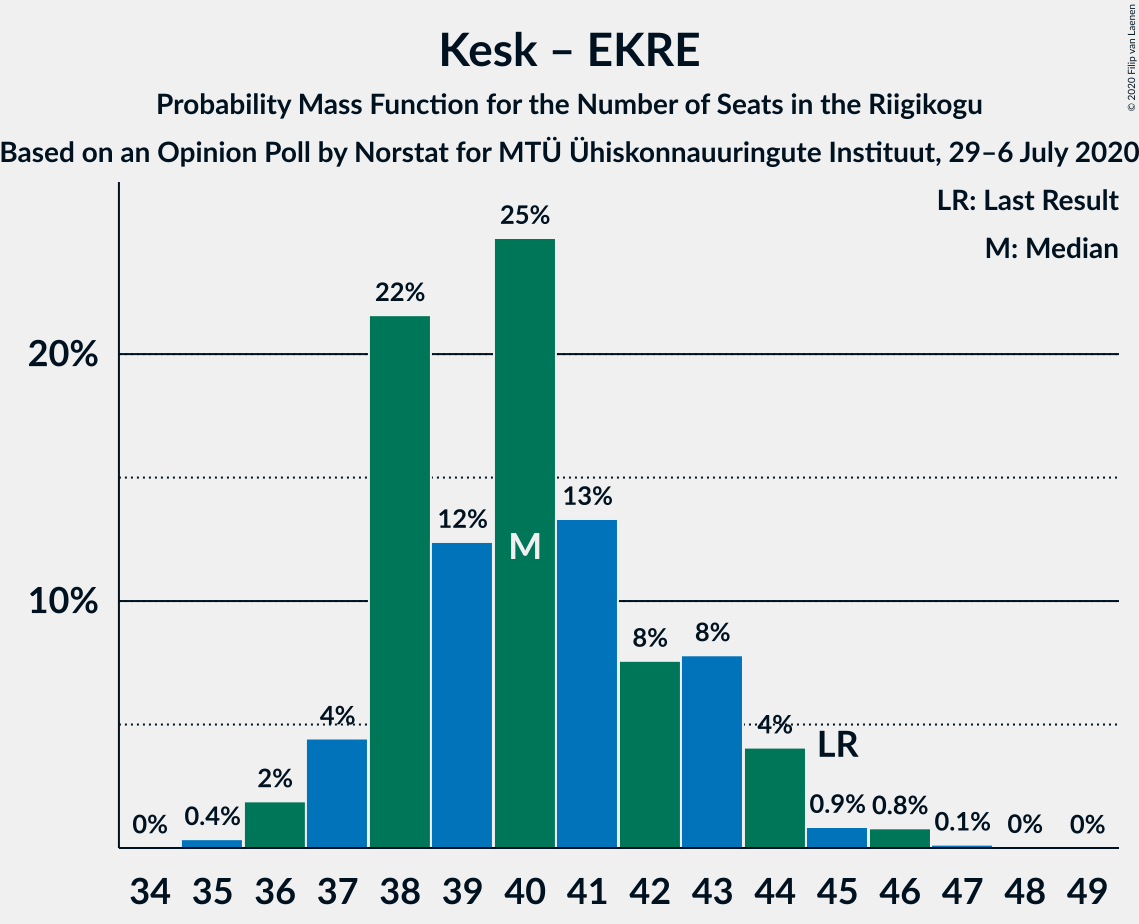 Kesk – EKRE
Probability Mass Function for the Number of Seats in the Riigikogu
Based on an Opinion Poll by Norstat for MTÜ Ühiskonnauuringute Instituut, 29–6 July 2020
© 2020 Filip van Laenen
LR: Last Result
M: Median
25%
22%
20%
13%
12%
M
10%
8%
8%
4%
4%
LR
2%
0%
0.4%
0.9%
0.8%
0.1%
0%
0%
34 35 36 37 38 39 40 41 42 43 44 45 46 47 48 49